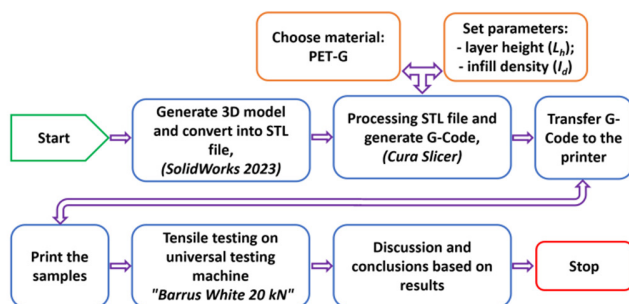 Choose material:
PET-G
Set parameters:
- layer height (Lh);
- infill density (Id)
Start
Generate 3D model
and convert into STL
file,
(SolidWorks 2023)
Processing STL file and
generate G-Code,
(Cura Slicer)
Transfer G-
Code to the
printer
Print the
samples
Tensile testing on
universal testing
machine
"Barrus White 20 kN"
Discussion and
conclusions based on
results
Stop